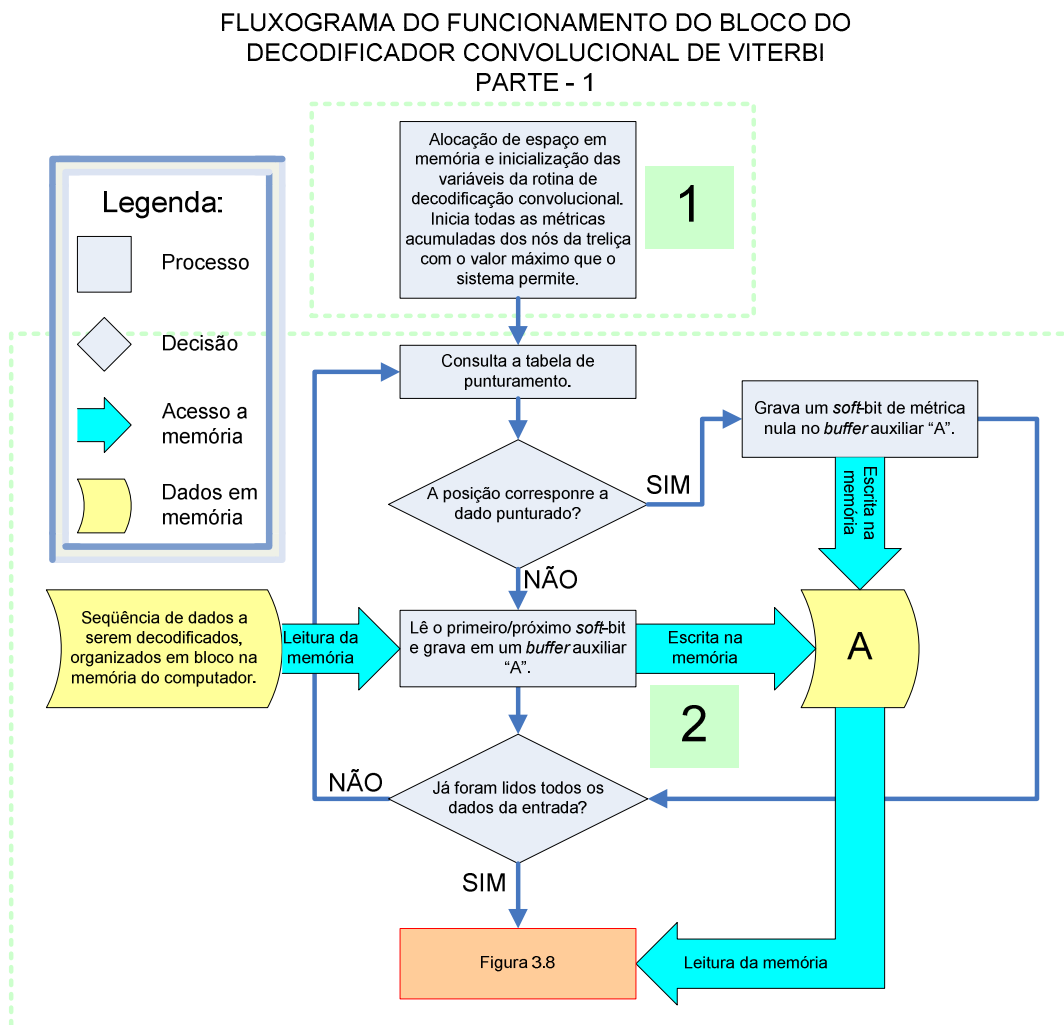 FLUXOGRAMA DO FUNCIONAMENTO DO BLOCO DO
DECODIFICADOR CONVOLUCIONAL DE VITERBI
PARTE - 1
Alocação de espaço em
memória e inicialização das
variáveis da rotina de
decodificação convolucional.
Inicia todas as métricas
acumuladas dos nós da treliça
com o valor máximo que o
sistema permite.
1
Legenda:
Processo
Decisão
Acesso a
memória
Dados em
memória
Consulta a tabela de
punturamento.
A posição corresponre a
dado punturado?
SIM
Grava um soft-bit de métrica
nula no buffer auxiliar “A”.
Escrita na
memória
NÃO
Seqüência de dados a
serem decodificados,
organizados em bloco na
memória do computador.
Leitura da
memória
Lê o primeiro/próximo soft-bit
e grava em um buffer auxiliar
“A”.
Escrita na
memória
A
2
Já foram lidos todos os
dados da entrada?
NÃO
SIM
Figura 3.8
Leitura da memória